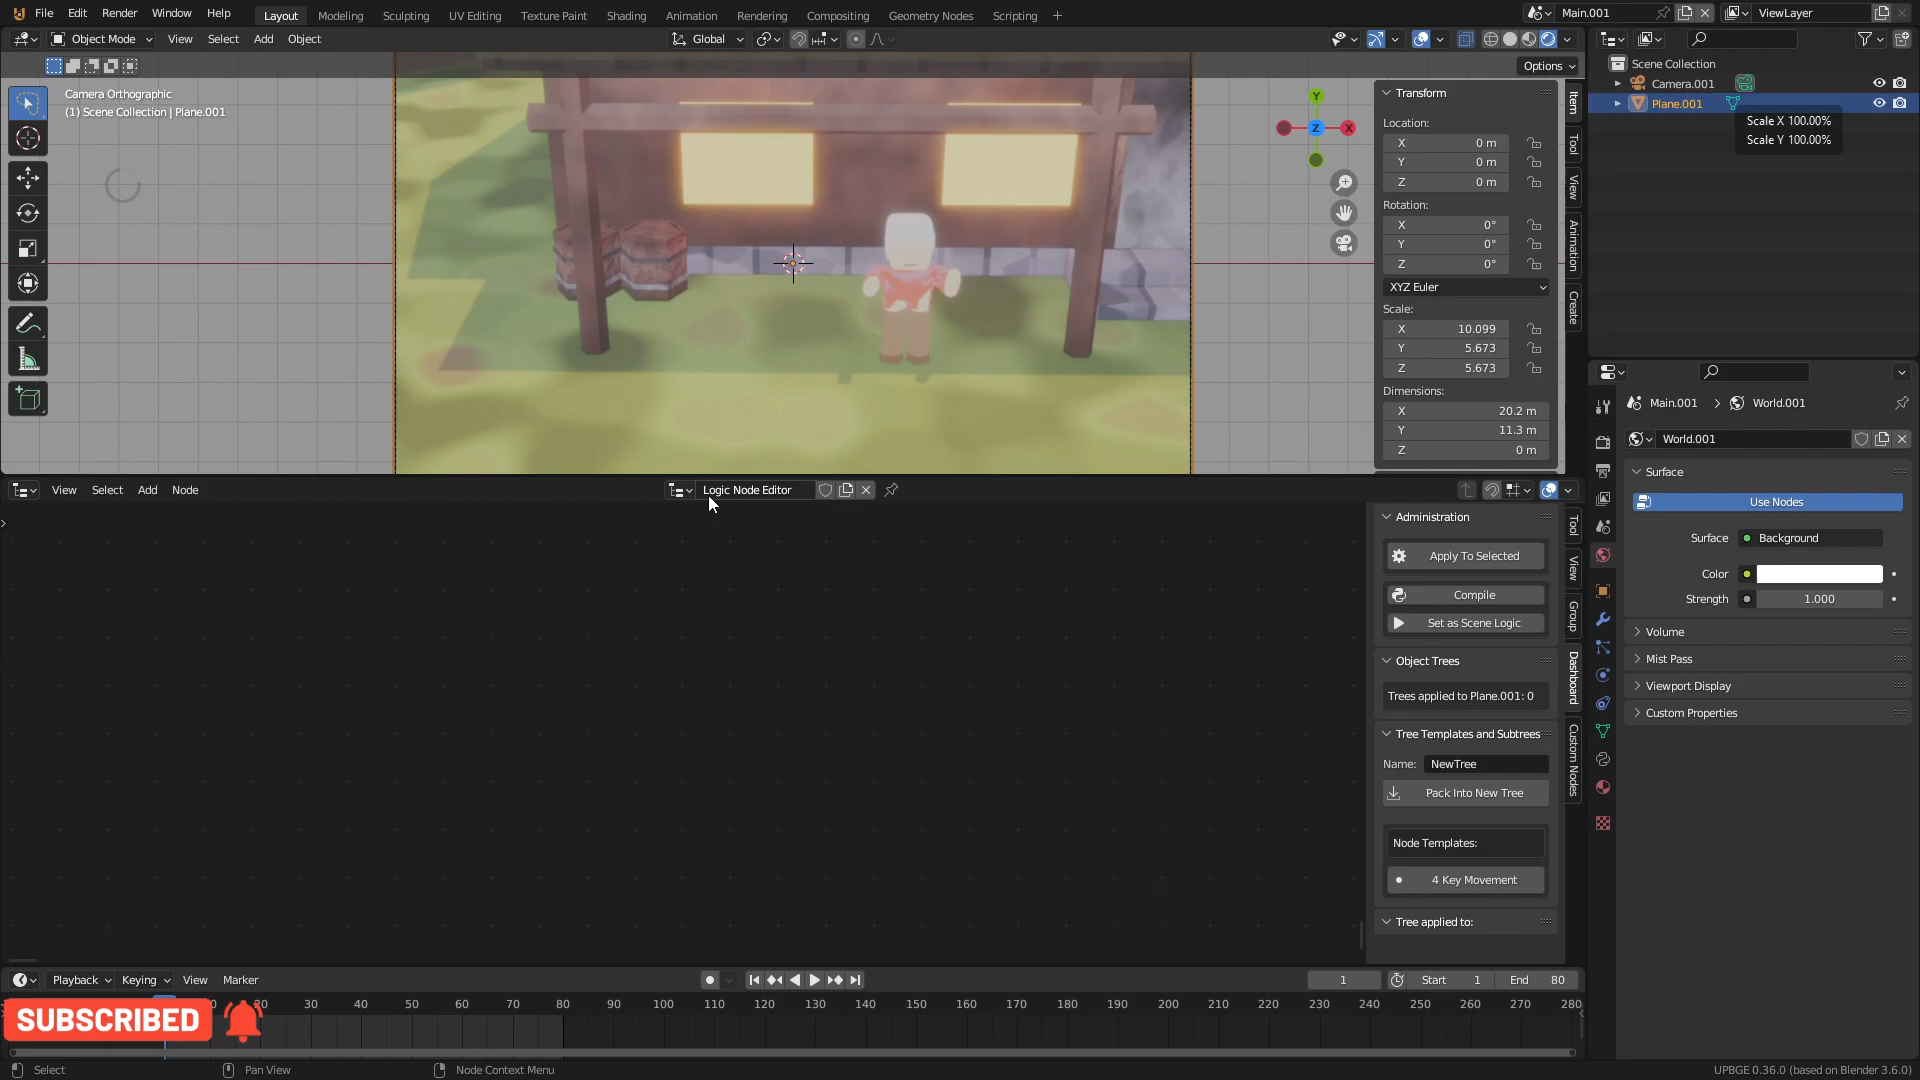 File Edit Render Window Help Layout Modeling Sculpting UV Editing Texture Paint Shading Animation Rendering Compositing Geometry Nodes Scripting + Main.001 ViewLayer
Object Mode View Select Add Object Global
Options
Camera Orthographic
(1) Scene Collection | Plane.001
Y
Z
X
Transform
Location:
X 0 m
Y 0 m
Z 0 m
Rotation:
X 0°
Y 0°
Z 0°
XYZ Euler
Scale:
X 10.099
Y 5.673
Z 5.673
Dimensions:
X 20.2 m
Y 11.3 m
Z 0 m
Item
Tool
View
Animation
Create
Scene Collection
Camera.001
Plane.001
Scale X 100.00%
Scale Y 100.00%
Main.001 > World.001
World.001
Surface
Use Nodes
Surface Background
Color
Strength 1.000
Volume
Mist Pass
Viewport Display
Custom Properties
View Select Add Node Logic Node Editor
Administration
Apply To Selected
Compile
Set as Scene Logic
Object Trees
Trees applied to Plane.001: 0
Tree Templates and Subtrees
Name: NewTree
Pack Into New Tree
Node Templates:
4 Key Movement
Tree applied to:
Tool
View
Group
Dashboard
Custom Nodes
Playback Keying View Marker 1 Start 1 End 80
20 30 40 50 60 70 80 90 100 110 120 130 140 150 160 170 180 190 200 210 220 230 240 250 260 270 280
SUBSCRIBED
Select Pan View Node Context Menu UPBGE 0.36.0 (based on Blender 3.6.0)